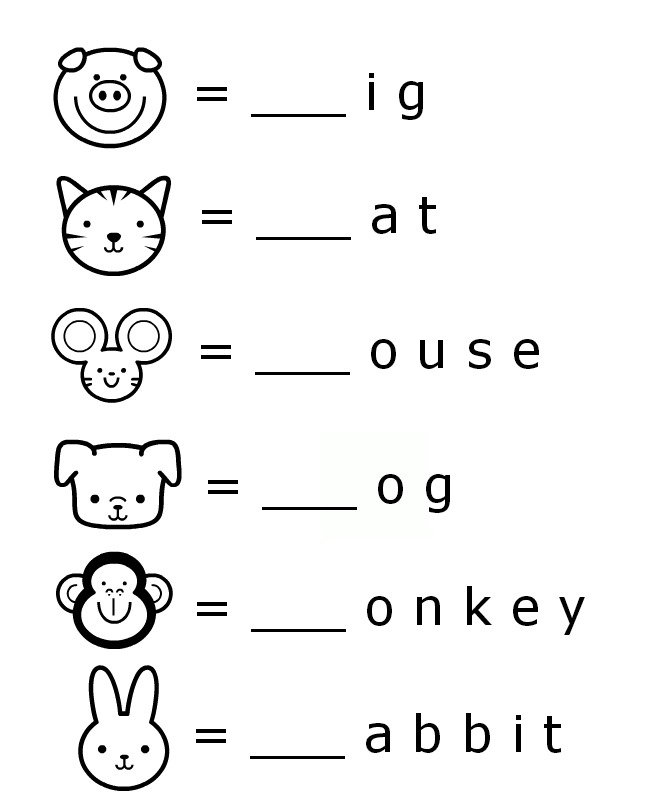 = ___ i g
= ___ a t
= ___ o u s e
= ___ o g
= ___ o n k e y
= ___ a b b i t